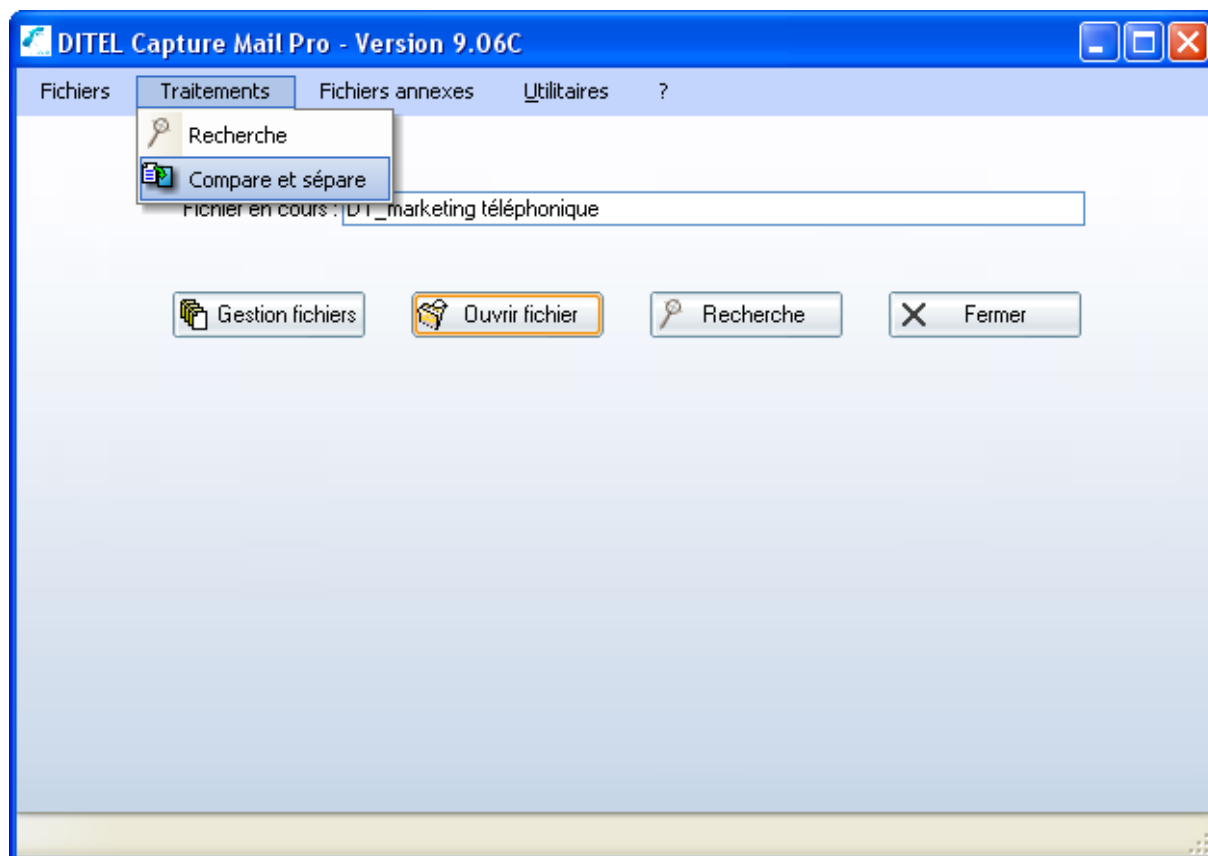 DITEL Capture Mail Pro - Version 9.06C
Fichiers Traitements Fichiers annexes Utilitaires ?
Recherche
Compare et sépare
Fichier en cours : DT_marketing téléphonique
Gestion fichiers Ouvrir fichier Recherche Fermer